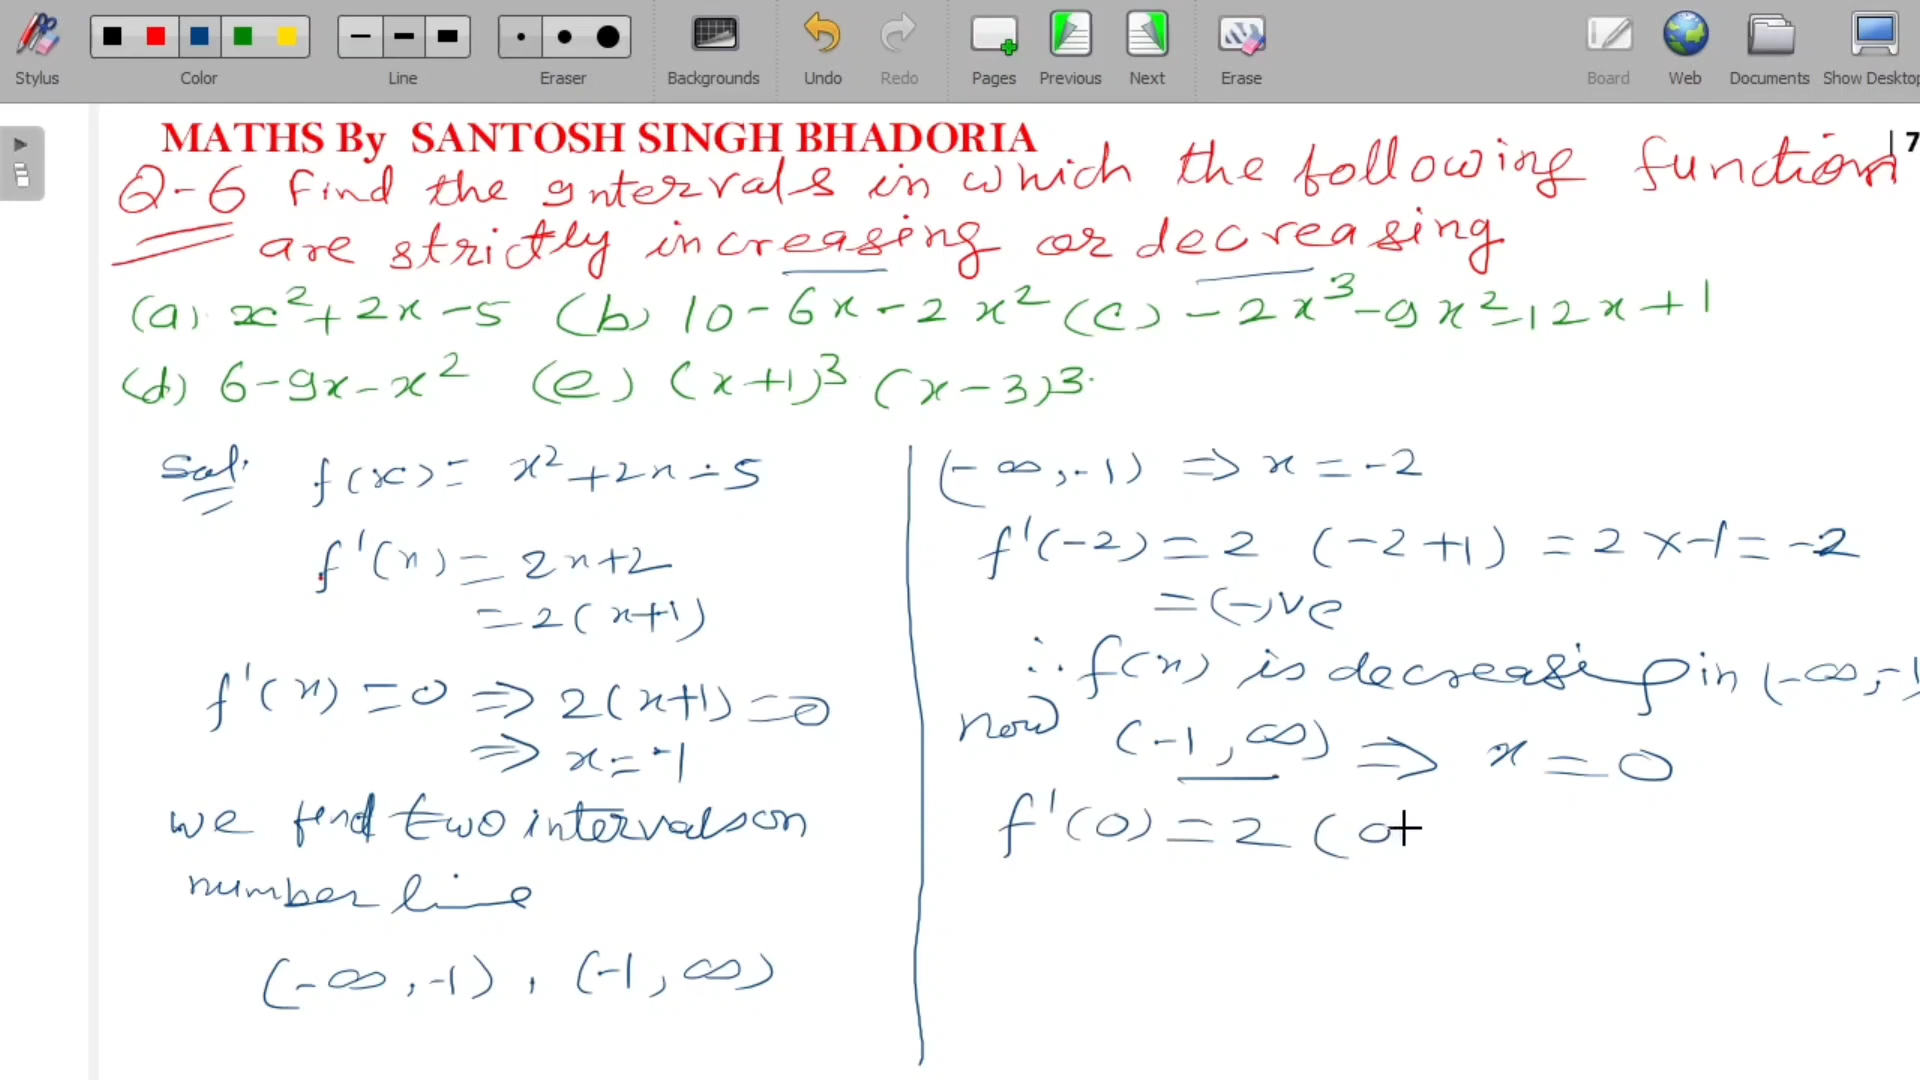 Stylus Color Line Eraser Backgrounds Undo Redo Pages Previous Next Erase Board Web Documents Show Desktop
MATHS By SANTOSH SINGH BHADORIA
7
Q-6 Find the Intervals in which the following function
are strictly increasing or decreasing
(a) x²+2x-5 (b) 10-6x-2x² (c) -2x³-9x²-12x+1
(d) 6-9x-x² (e) (x+1)³ (x-3)³.
Sol. f(x)= x²+2x-5
f'(x)= 2x+2
= 2(x+1)
f'(x)=0 ⇒ 2(x+1)=0
⇒ x=-1
we find two intervals on
number line
(-∞,-1), (-1,∞)
(-∞,-1) ⇒ x=-2
f'(-2)=2 (-2+1) = 2×-1=-2
= (-)ve
∴ f(x) is decreasing in (-∞,-1
now (-1,∞) ⇒ x=0
f'(0)=2 (0+